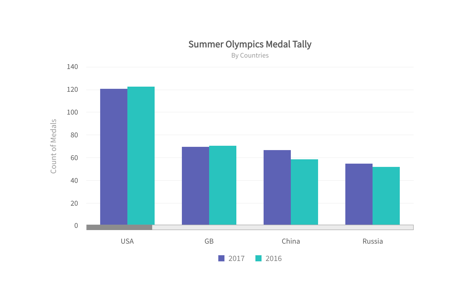 Summer Olympics Medal Tally
By Countries
Count of Medals
140
120
100
80
60
40
20
0
USA GB China Russia
2017 2016